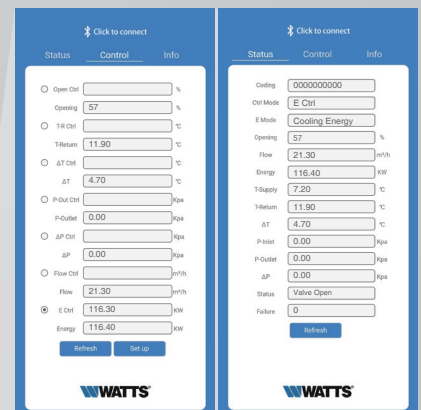 Click to connect
Status Control Info
Open Ctrl %
Opening 57 %
T-R Ctrl ℃
T-Return 11.90 ℃
ΔT Ctrl ℃
ΔT 4.70 ℃
P-Out Ctrl Kpa
P-Outlet 0.00 Kpa
ΔP Ctrl Kpa
ΔP 0.00 Kpa
Flow Ctrl m³/h
Flow 21.30 m³/h
E Ctrl 116.30 KW
Energy 116.40 KW
Refresh Set up
WATTS®
Click to connect
Status Control Info
Coding 0000000000
Ctrl Mode E Ctrl
E Mode Cooling Energy
Opening 57 %
Flow 21.30 m³/h
Energy 116.40 KW
T-Supply 7.20 ℃
T-Return 11.90 ℃
ΔT 4.70 ℃
P-Inlet 0.00 Kpa
P-Outlet 0.00 Kpa
ΔP 0.00 Kpa
Status Valve Open
Failure 0
Refresh
WATTS®